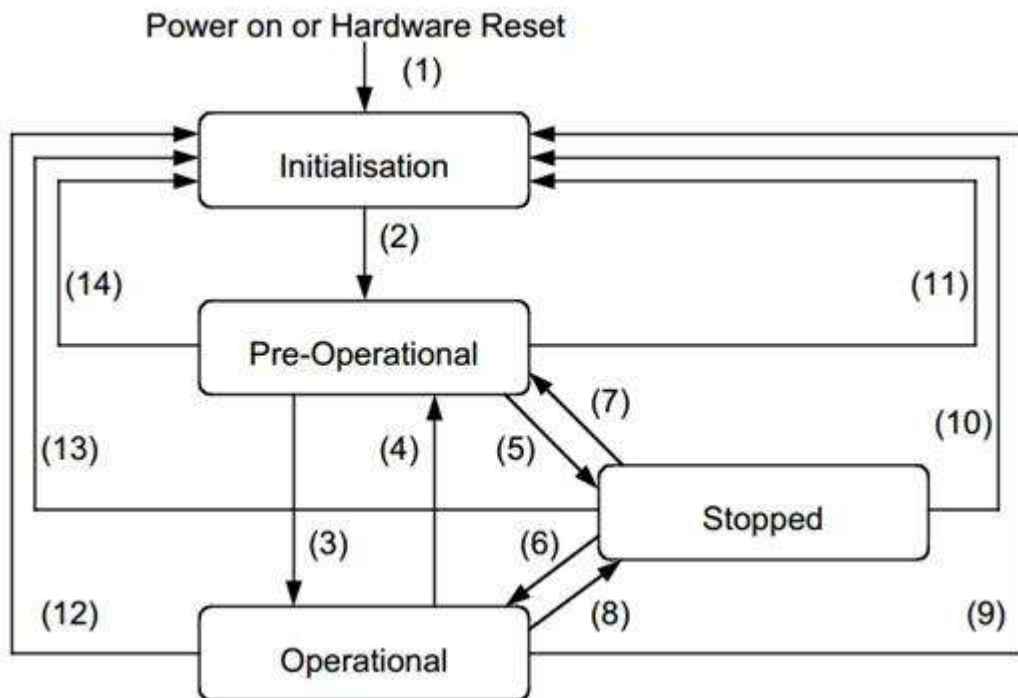 Power on or Hardware Reset
(1)
Initialisation
(2)
(14)
(11)
Pre-Operational
(7)
(13)
(4)
(5)
(10)
Stopped
(3)
(6)
(12)
(8)
(9)
Operational